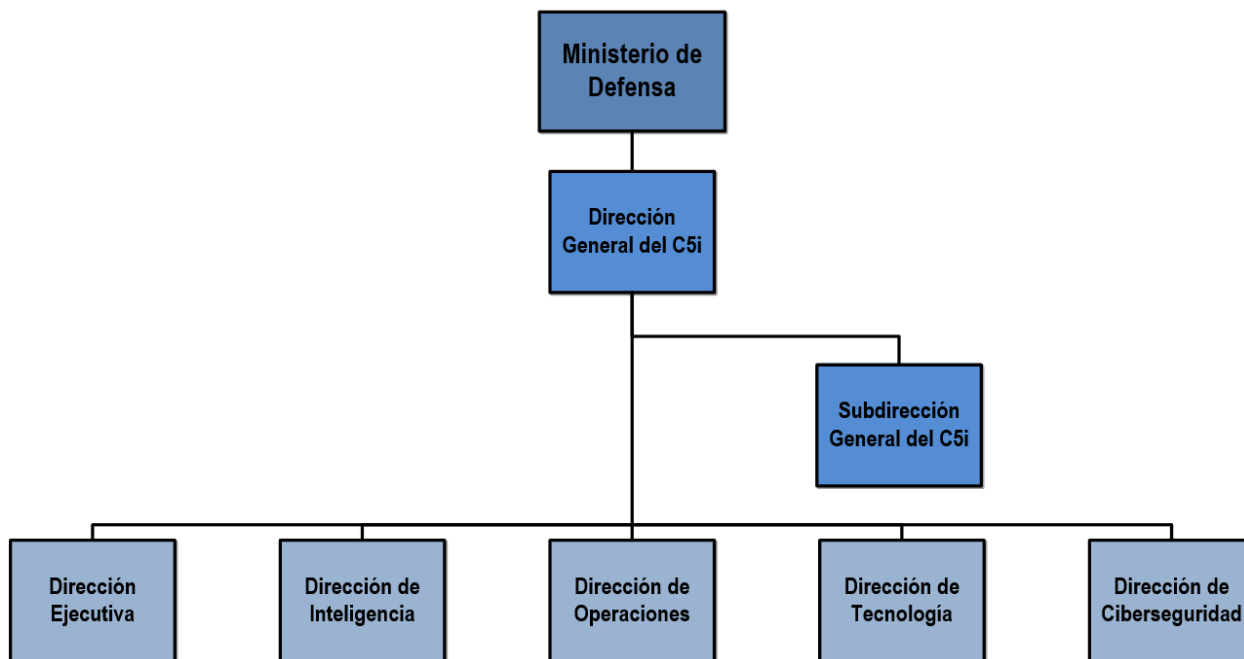 Ministerio de
Defensa
Dirección
General del C5i
Subdirección
General del C5i
Dirección
Ejecutiva
Dirección de
Inteligencia
Dirección de
Operaciones
Dirección de
Tecnología
Dirección de
Ciberseguridad